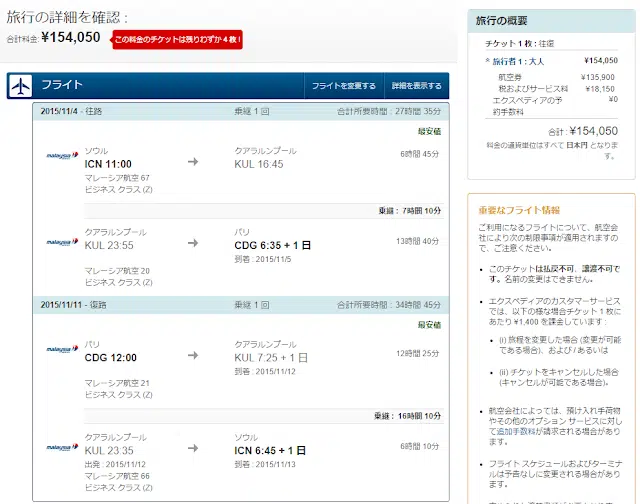 旅行の詳細を確認 :
合計料金: ¥154,050 この料金のチケットは残りわずか 4 枚 !
フライト フライトを変更する 詳細を表示する
2015/11/4 - 往路 乗継 1 回 合計所要時間 : 27時間 35分
最安値
malaysia
ソウル
ICN 11:00
マレーシア航空 67
ビジネス クラス (Z)
クアラルンプール
KUL 16:45
6時間 45分
乗継 : 7時間 10分
malaysia
クアラルンプール
KUL 23:55
マレーシア航空 20
ビジネス クラス (Z)
パリ
CDG 6:35 + 1 日
到着 : 2015/11/5
13時間 40分
2015/11/11 - 復路 乗継 1 回 合計所要時間 : 34時間 45分
最安値
malaysia
パリ
CDG 12:00
マレーシア航空 21
ビジネス クラス (Z)
クアラルンプール
KUL 7:25 + 1 日
到着 : 2015/11/12
12時間 25分
乗継 : 16時間 10分
malaysia
クアラルンプール
KUL 23:35
出発 : 2015/11/12
マレーシア航空 66
ビジネス クラス (Z)
ソウル
ICN 6:45 + 1 日
到着 : 2015/11/13
6時間 10分
旅行の概要
チケット 1 枚 : 往復
* 旅行者 1 : 大人 ¥154,050
航空券 ¥135,900
税およびサービス料 ¥18,150
エクスペディアの予 ¥0
約手数料
合計 : ¥154,050
料金の通貨単位はすべて 日本円 となりま
す。
重要なフライト情報
ご利用になるフライトについて、航空会
社により次の制限事項が適用されますの
で、ご注意ください。
• このチケットは払戻不可、譲渡不可で
す。名前の変更はできません。
• エクスペディアのカスタマーサービス
では、以下の様な場合チケット 1 枚に
あたり ¥1,400 を課金しています :
• (i) 旅程を変更した場合 (変更が可能
である場合)、および / あるいは
• (ii) チケットをキャンセルした場合
(キャンセルが可能である場合)。
• 航空会社によっては、預け入れ手荷物
やその他のオプション サービスに対し
て追加手数料が請求される場合があり
ます。
• フライト スケジュールおよびターミナ
ルは予告なしに変更される場合があり
ます。